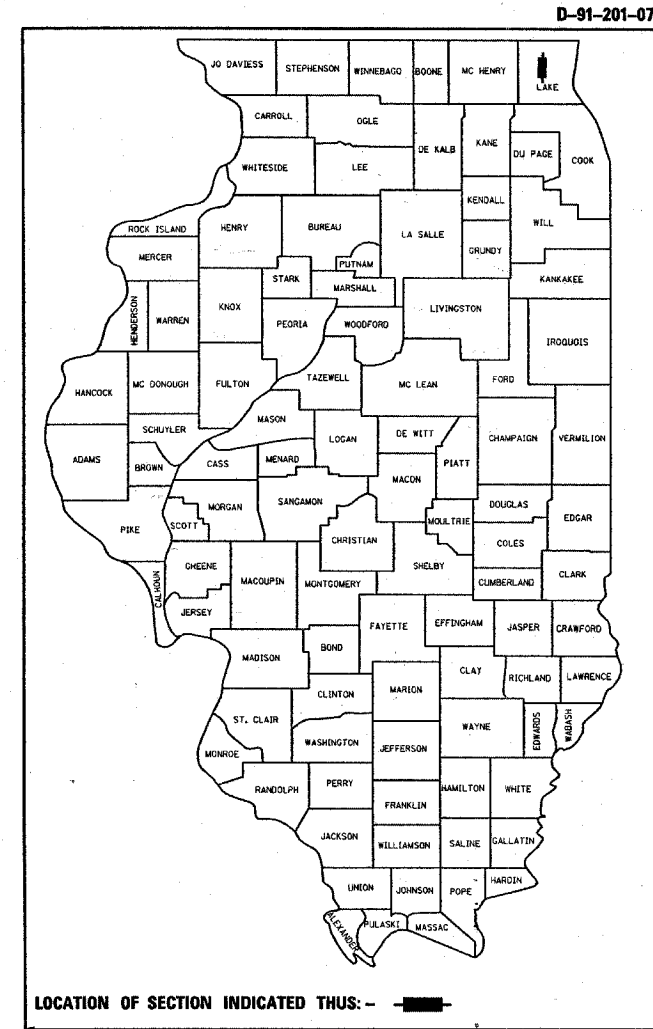 D-91-201-07
JO DAVIESS
STEPHENSON
WINNEBAGO
BOONE
MC HENRY
LAKE
CARROLL
OGLE
DE KALB
KANE
DU PAGE
COOK
WHITESIDE
LEE
KENDALL
WILL
ROCK ISLAND
HENRY
BUREAU
LA SALLE
GRUNDY
MERCER
PUTNAM
KANKAKEE
STARK
MARSHALL
HENDERSON
WARREN
KNOX
PEORIA
WOODFORD
LIVINGSTON
IROQUOIS
HANCOCK
MC DONOUGH
FULTON
TAZEWELL
MC LEAN
FORD
MASON
SCHUYLER
LOGAN
DE WITT
CHAMPAIGN
VERMILION
ADAMS
BROWN
CASS
MENARD
PIATT
MACON
MORGAN
SANGAMON
DOUGLAS
EDGAR
PIKE
SCOTT
CHRISTIAN
MOULTRIE
COLES
GREENE
MACOUPIN
MONTGOMERY
SHELBY
CUMBERLAND
CLARK
CALHOUN
JERSEY
FAYETTE
EFFINGHAM
JASPER
CRAWFORD
MADISON
BOND
CLAY
RICHLAND
LAWRENCE
CLINTON
MARION
ST. CLAIR
WAYNE
EDWARDS
WABASH
WASHINGTON
JEFFERSON
MONROE
RANDOLPH
PERRY
HAMILTON
WHITE
FRANKLIN
JACKSON
WILLIAMSON
SALINE
GALLATIN
UNION
JOHNSON
POPE
HARDIN
ALEXANDER
PULASKI
MASSAC
LOCATION OF SECTION INDICATED THUS: -